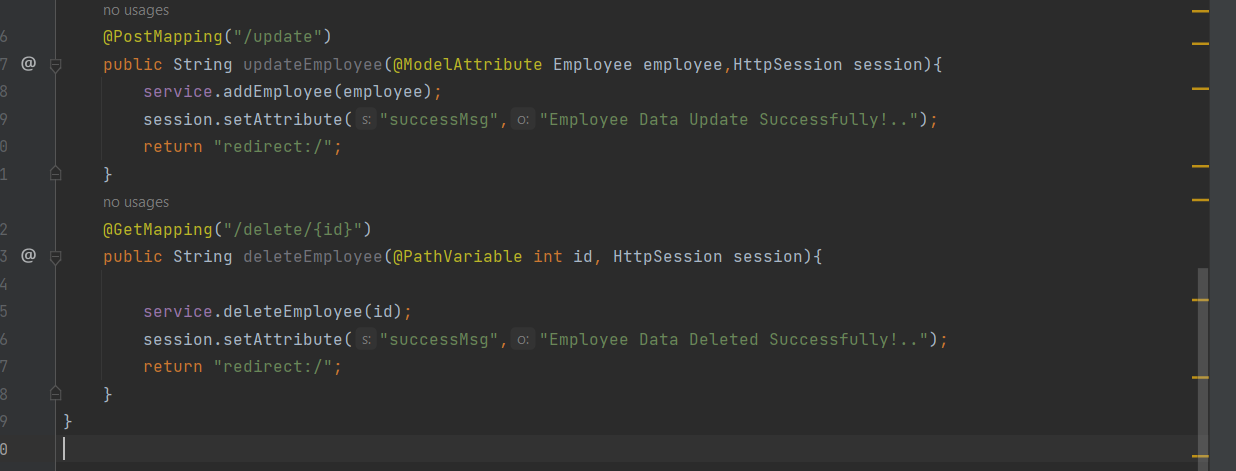 no usages
6 @PostMapping("/update")
7 @ public String updateEmployee(@ModelAttribute Employee employee,HttpSession session){
8 service.addEmployee(employee);
9 session.setAttribute( s: "successMsg", o: "Employee Data Update Successfully!..");
0 return "redirect:/";
1 }
no usages
2 @GetMapping("/delete/{id}")
3 @ public String deleteEmployee(@PathVariable int id, HttpSession session){
4
5 service.deleteEmployee(id);
6 session.setAttribute( s: "successMsg", o: "Employee Data Deleted Successfully!..");
7 return "redirect:/";
8 }
9 }
0